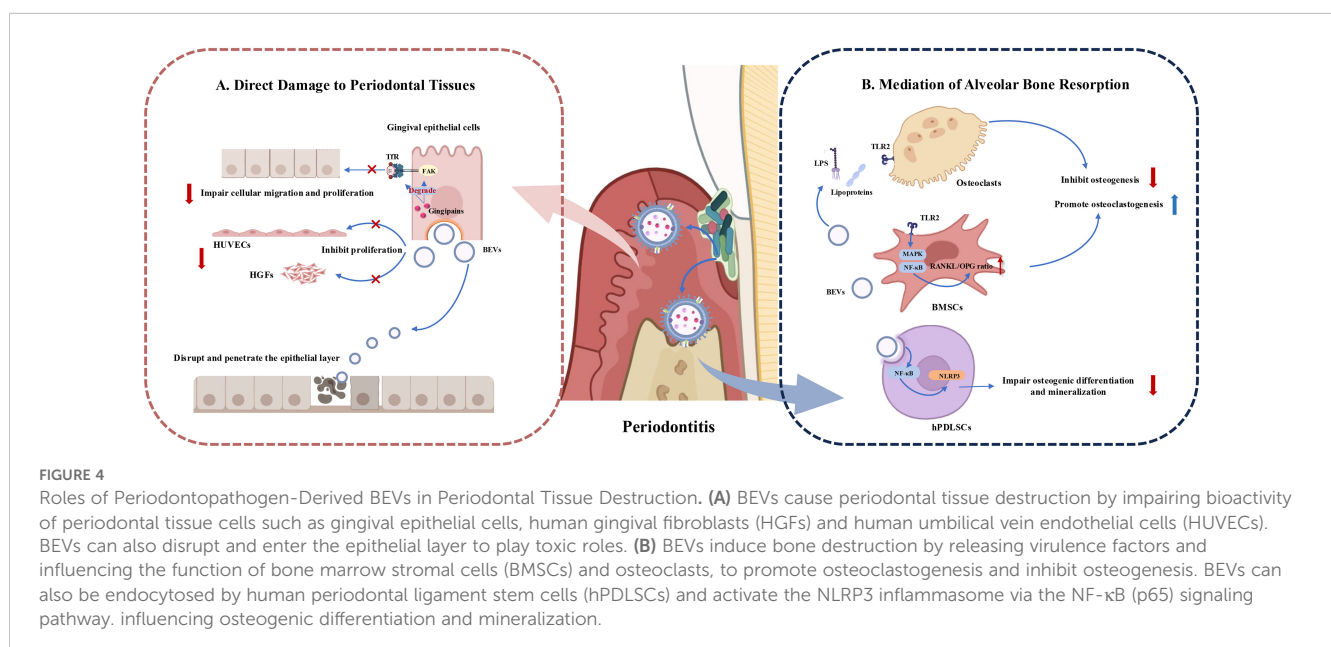 A. Direct Damage to Periodontal Tissues
Gingival epithelial cells
TfR
FAK
Degrade
Impair cellular migration and proliferation
Gingipains
HUVECs
Inhibit proliferation
BEVs
HGFs
Disrupt and penetrate the epithelial layer
Periodontitis
B. Mediation of Alveolar Bone Resorption
TLR2
LPS
Lipoproteins
Osteoclasts
Inhibit osteogenesis
Promote osteoclastogenesis
TLR2
MAPK
NF-κB
RANKL/OPG ratio
BEVs
BMSCs
NF-κB
NLRP3
Impair osteogenic differentiation
and mineralization
hPDLSCs
FIGURE 4
Roles of Periodontopathogen-Derived BEVs in Periodontal Tissue Destruction. (A) BEVs cause periodontal tissue destruction by impairing bioactivity
of periodontal tissue cells such as gingival epithelial cells, human gingival fibroblasts (HGFs) and human umbilical vein endothelial cells (HUVECs).
BEVs can also disrupt and enter the epithelial layer to play toxic roles. (B) BEVs induce bone destruction by releasing virulence factors and
influencing the function of bone marrow stromal cells (BMSCs) and osteoclasts, to promote osteoclastogenesis and inhibit osteogenesis. BEVs can
also be endocytosed by human periodontal ligament stem cells (hPDLSCs) and activate the NLRP3 inflammasome via the NF-κB (p65) signaling
pathway. influencing osteogenic differentiation and mineralization.